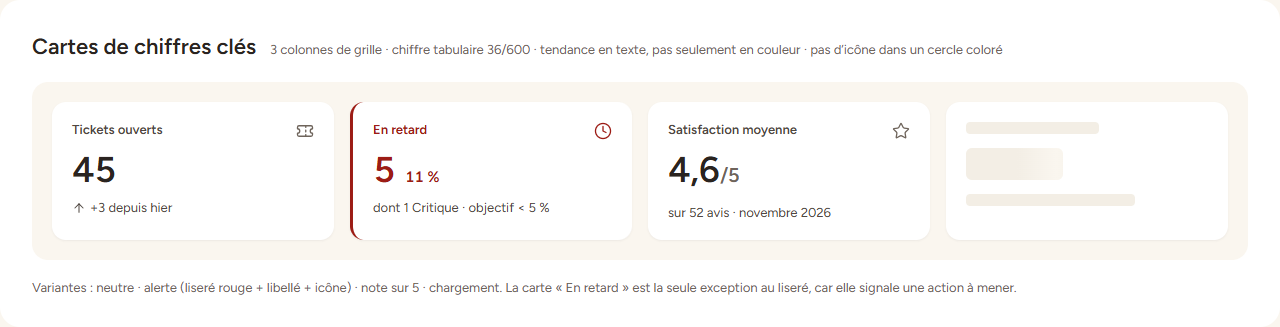 Cartes de chiffres clés 3 colonnes de grille · chiffre tabulaire 36/600 · tendance en texte, pas seulement en couleur · pas d'icône dans un cercle coloré
Tickets ouverts
45
+3 depuis hier
En retard
5 11 %
dont 1 Critique · objectif < 5 %
Satisfaction moyenne
4,6/5
sur 52 avis · novembre 2026
Variantes : neutre · alerte (liseré rouge + libellé + icône) · note sur 5 · chargement. La carte « En retard » est la seule exception au liseré, car elle signale une action à mener.